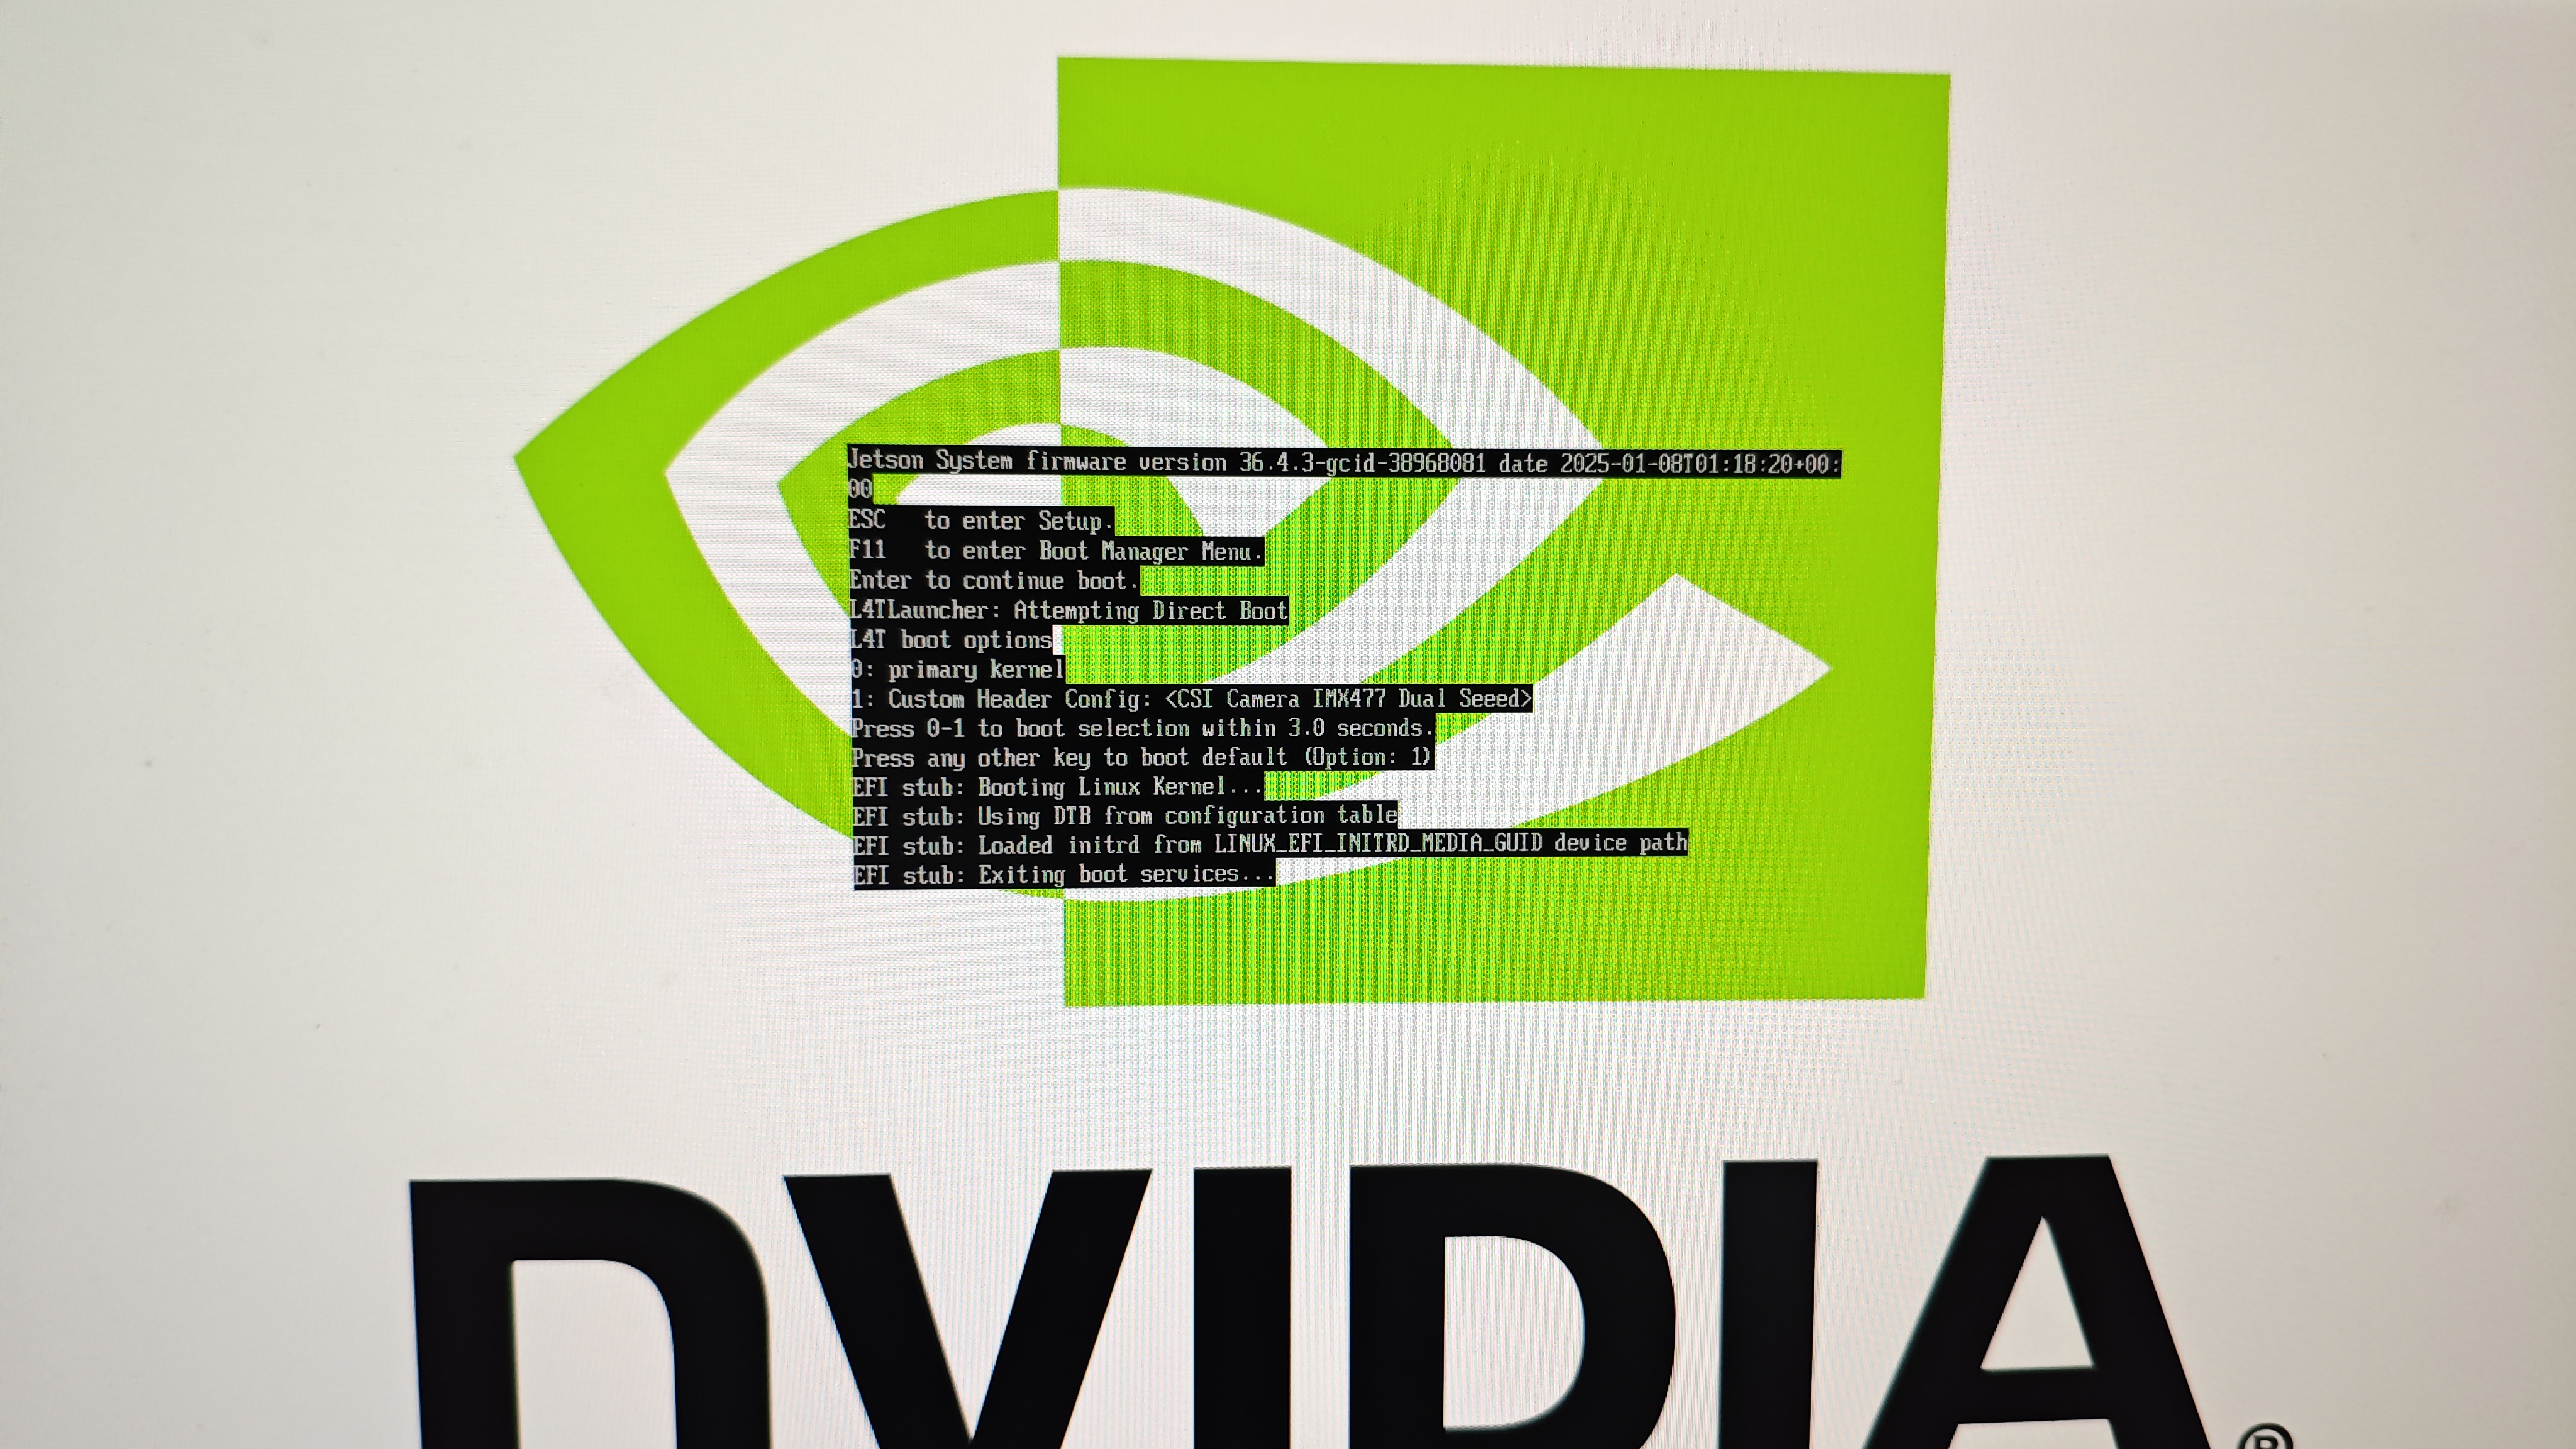 Jetson System firmware version 36.4.3-gcid-38968081 date 2025-01-08T01:18:20+00:
00
ESC   to enter Setup.
F11   to enter Boot Manager Menu.
Enter to continue boot.
L4TLauncher: Attempting Direct Boot
L4T boot options
0: primary kernel
1: Custom Header Config: <CSI Camera IMX477 Dual Seeed>
Press 0-1 to boot selection within 3.0 seconds.
Press any other key to boot default (Option: 1)
EFI stub: Booting Linux Kernel...
EFI stub: Using DTB from configuration table
EFI stub: Loaded initrd from LINUX_EFI_INITRD_MEDIA_GUID device path
EFI stub: Exiting boot services...
NVIDIA®